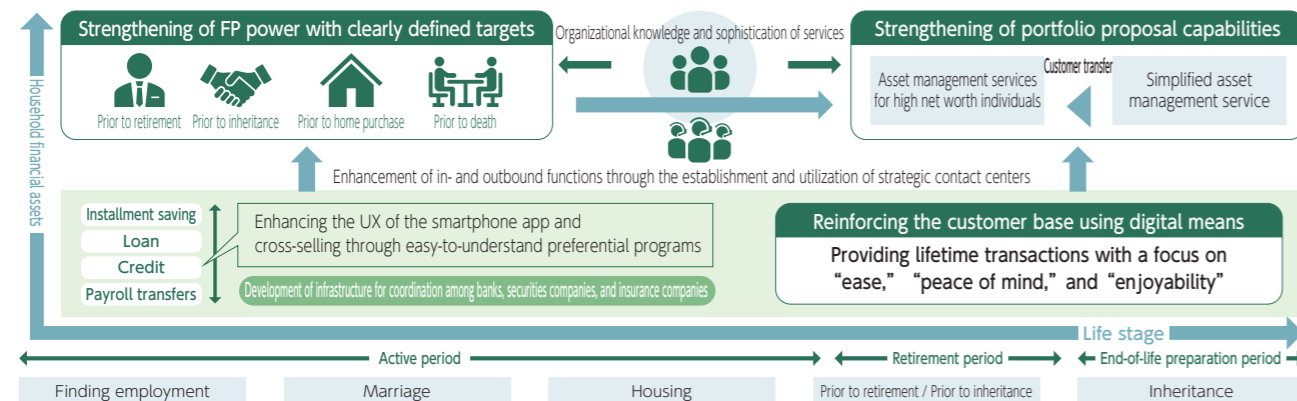 Household financial assets
Strengthening of FP power with clearly defined targets
Prior to retirement
Prior to inheritance
Prior to home purchase
Prior to death
Organizational knowledge and sophistication of services
Strengthening of portfolio proposal capabilities
Asset management services
for high net worth individuals
Customer transfer
Simplified asset
management service
Enhancement of in- and outbound functions through the establishment and utilization of strategic contact centers
Installment saving
Loan
Credit
Payroll transfers
Enhancing the UX of the smartphone app and
cross-selling through easy-to-understand preferential programs
Development of infrastructure for coordination among banks, securities companies, and insurance companies
Reinforcing the customer base using digital means
Providing lifetime transactions with a focus on
“ease,” “peace of mind,” and “enjoyability”
Life stage
Active period
Retirement period
End-of-life preparation period
Finding employment
Marriage
Housing
Prior to retirement / Prior to inheritance
Inheritance